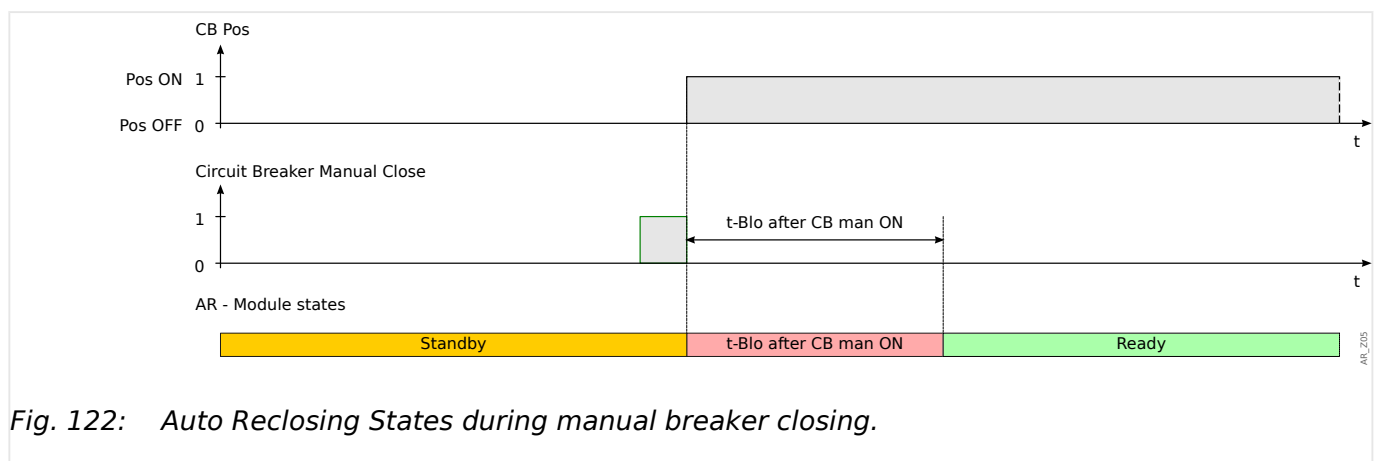 CB Pos
Pos ON 1
Pos OFF 0
t
Circuit Breaker Manual Close
1
t-Blo after CB man ON
0
t
AR - Module states
Standby t-Blo after CB man ON Ready
AR_Z05
Fig. 122: Auto Reclosing States during manual breaker closing.